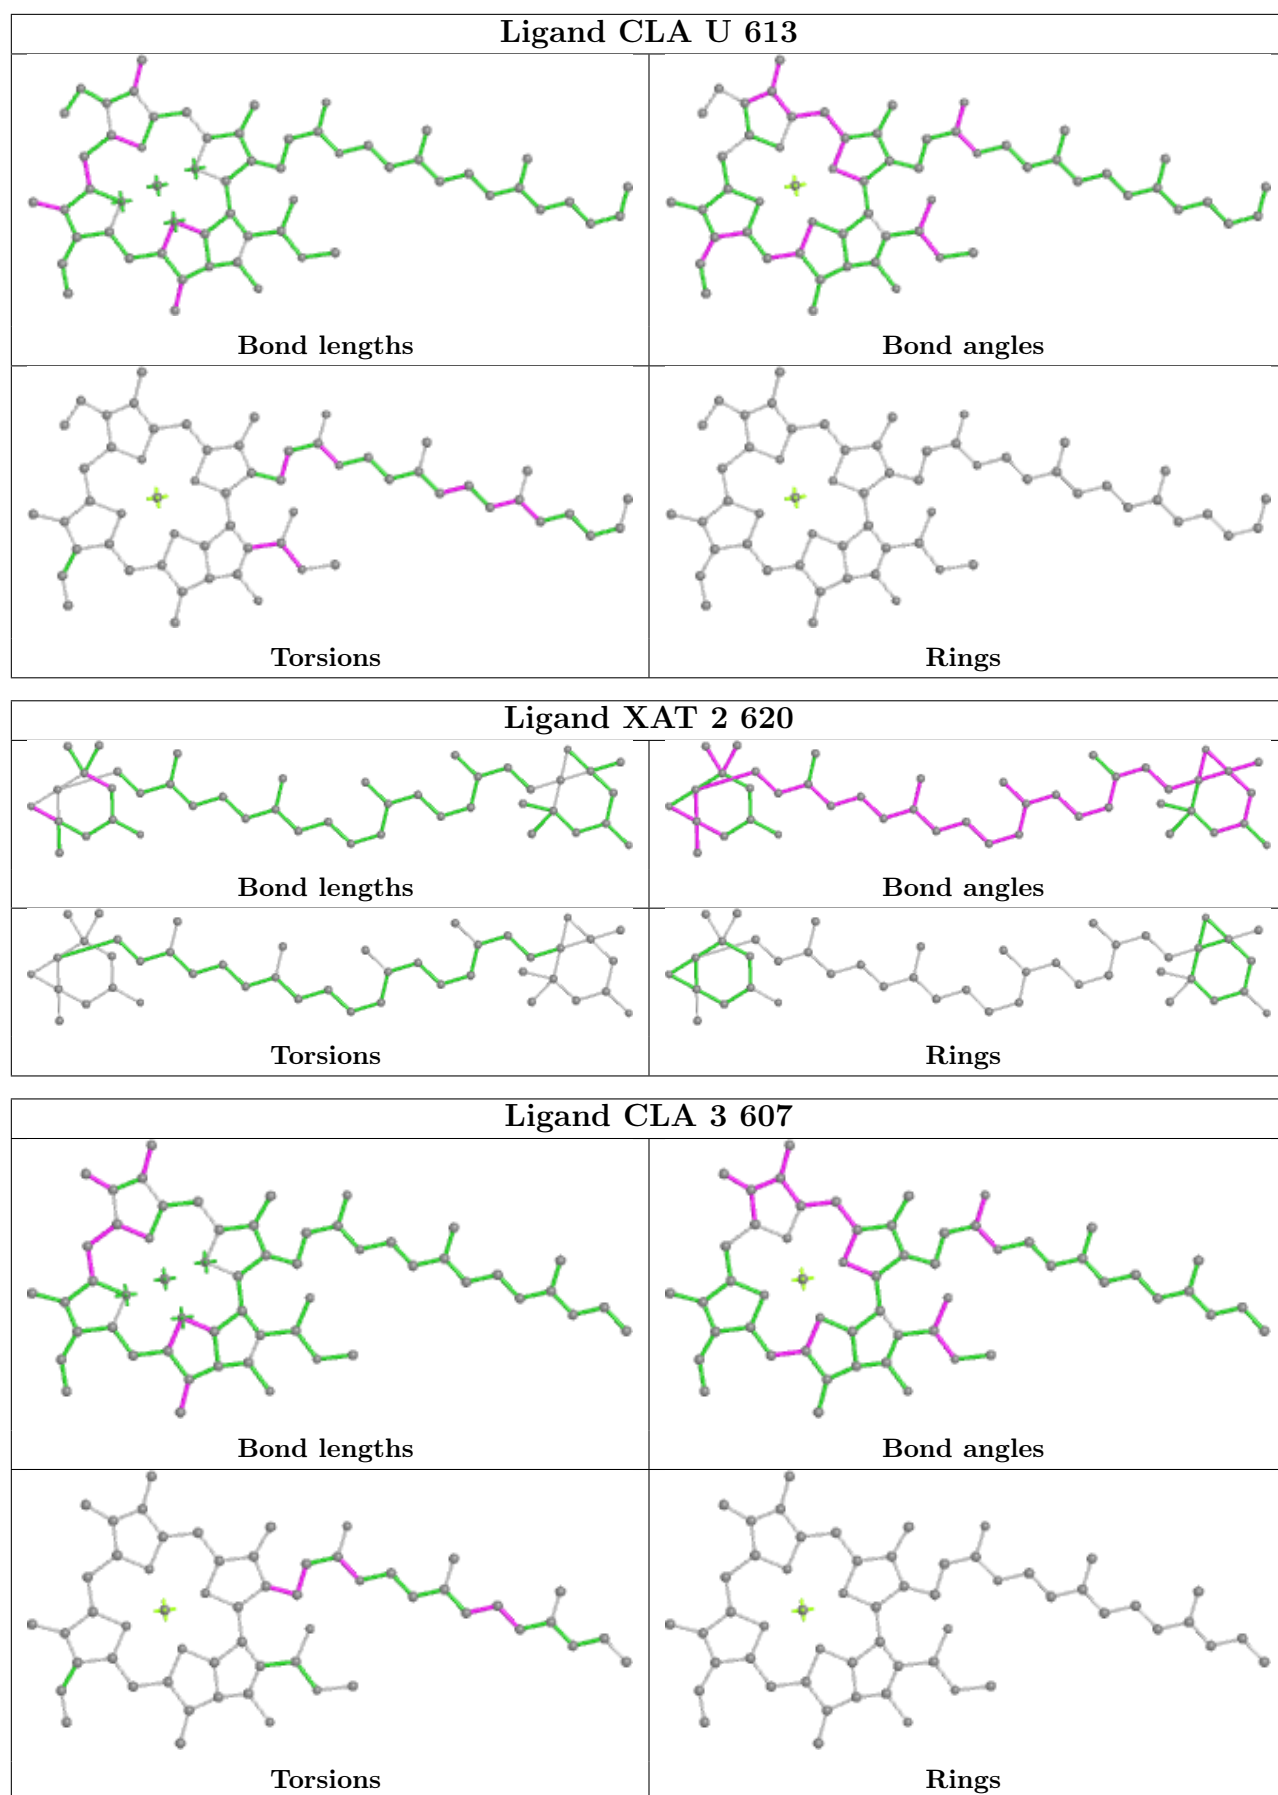 Ligand CLA U 613
Bond lengths
Bond angles
Torsions
Rings
Ligand XAT 2 620
Bond lengths
Bond angles
Torsions
Rings
Ligand CLA 3 607
Bond lengths
Bond angles
Torsions
Rings